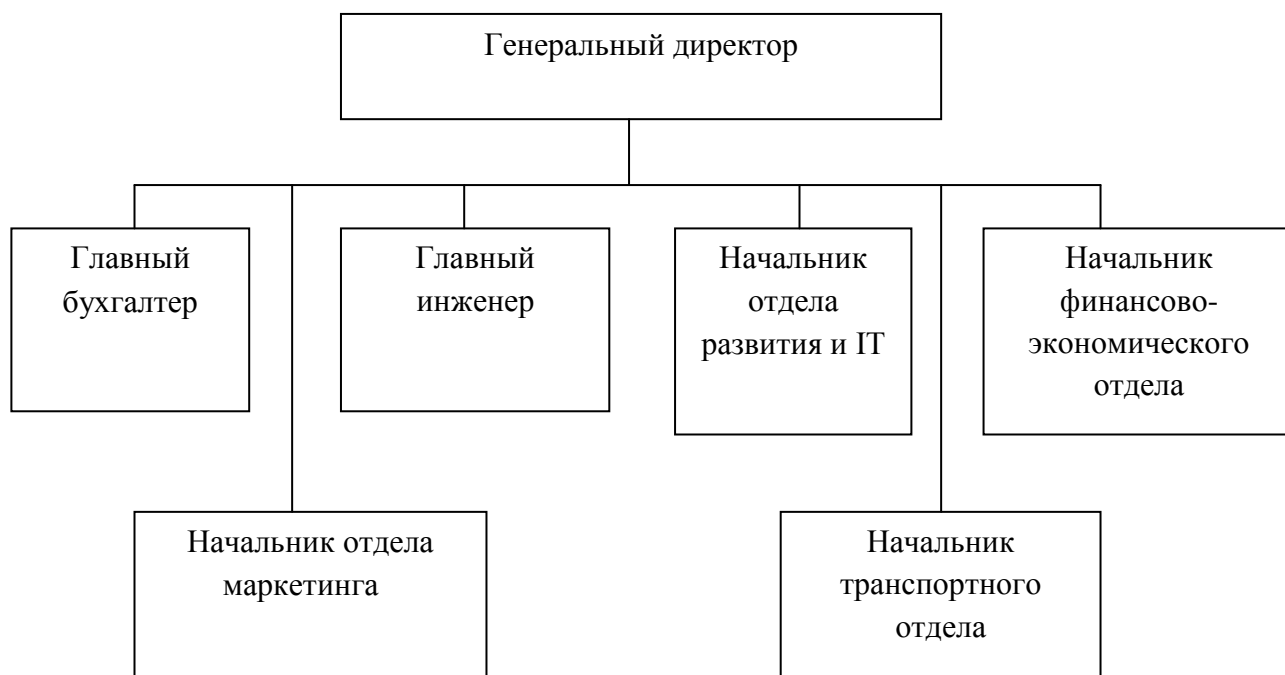 Генеральный директор
Главный
бухгалтер
Главный
инженер
Начальник
отдела
развития и IT
Начальник
финансово-
экономического
отдела
Начальник отдела
маркетинга
Начальник
транспортного
отдела